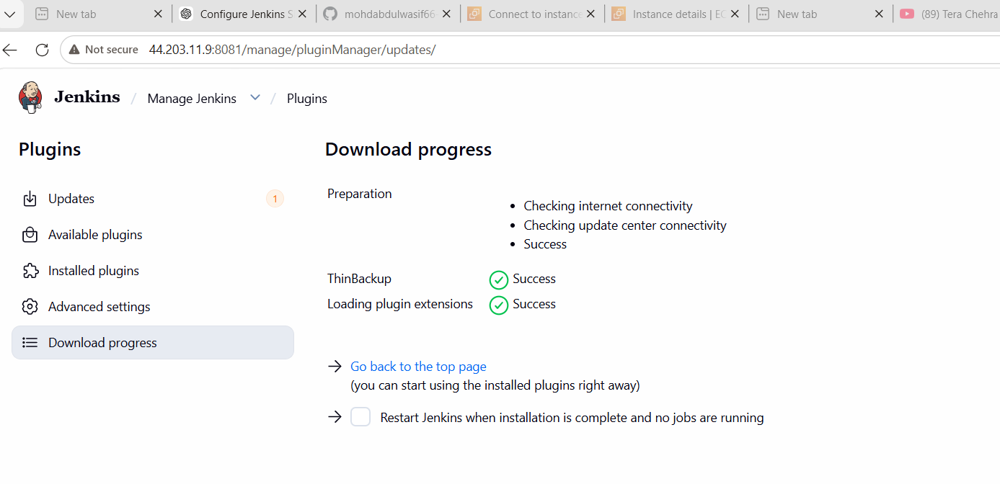 New tab
Configure Jenkins S
mohdabdulwasif66
Connect to instance
Instance details | EC
New tab
(89) Tera Chehra
Not secure 44.203.11.9:8081/manage/pluginManager/updates/
Jenkins / Manage Jenkins / Plugins
Plugins
Updates 1
Available plugins
Installed plugins
Advanced settings
Download progress
Download progress
Preparation
• Checking internet connectivity
• Checking update center connectivity
• Success
ThinBackup Success
Loading plugin extensions Success
→ Go back to the top page
(you can start using the installed plugins right away)
→ Restart Jenkins when installation is complete and no jobs are running